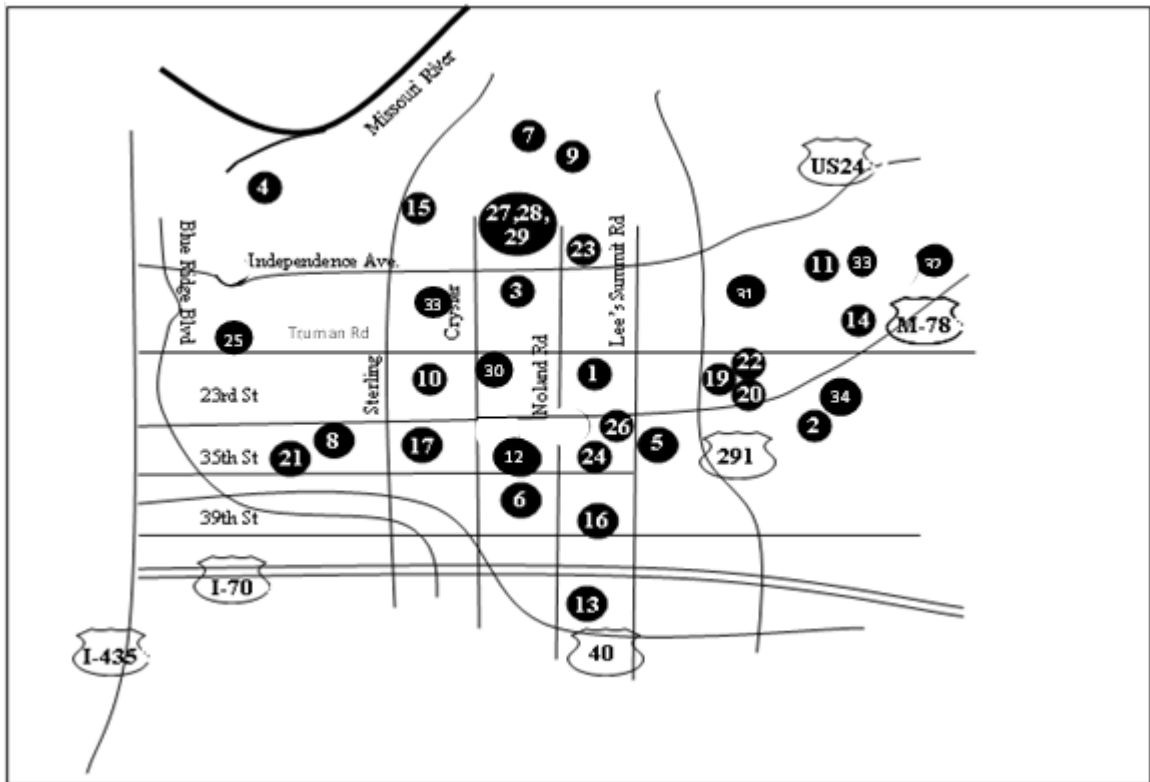 Missouri River
7
9
US24
4
15
27,28,
29
23
Lee's Summit Rd
Blue Ridge Blvd
Independence Ave.
11
33
32
3
31
33
Crysler
14
M-78
25
Truman Rd
22
Sterling
10
30
Noland Rd
1
19
20
34
23rd St
26
2
8
17
5
291
21
35th St
12
24
6
16
39th St
I-70
13
I-435
40